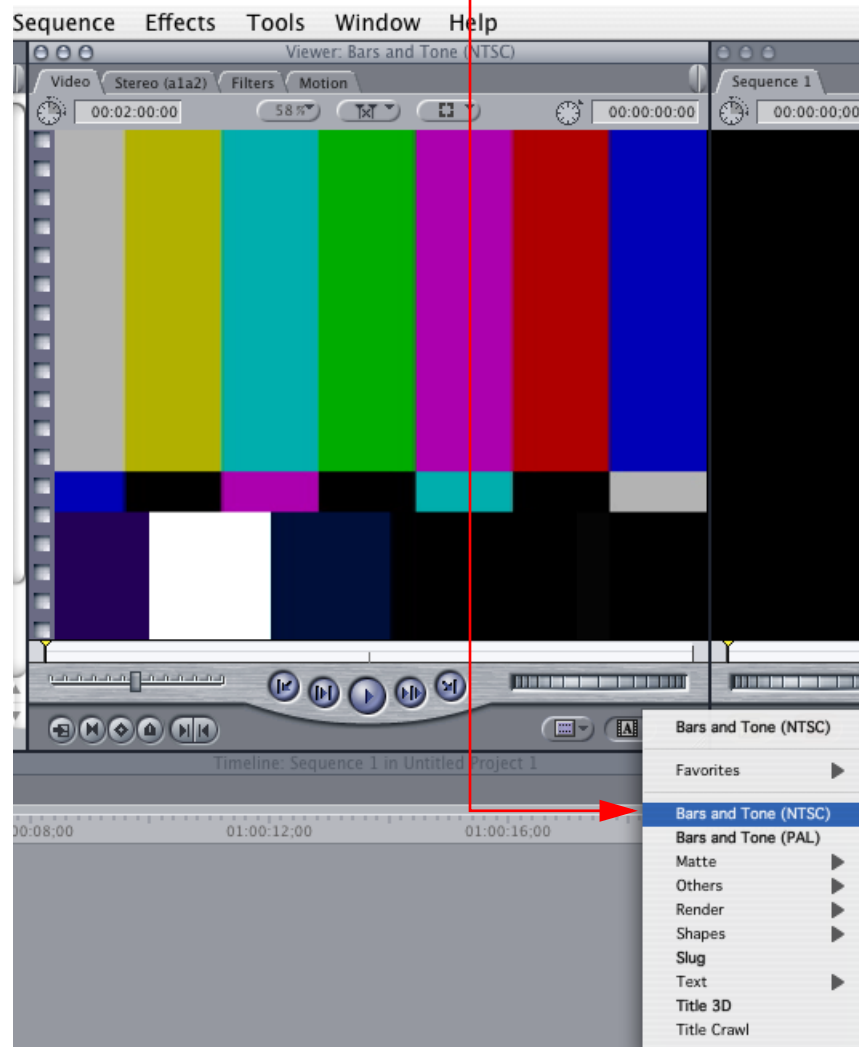 Sequence Effects Tools Window Help
Viewer: Bars and Tone (NTSC)
Video Stereo (a1a2) Filters Motion
Sequence 1
00:02:00:00 58% 00:00:00:00
00:00:00;00
A
Bars and Tone (NTSC)
Timeline: Sequence 1 in Untitled Project 1
Favorites
Bars and Tone (NTSC)
00:08;00 01:00:12;00 01:00:16;00
Bars and Tone (PAL)
Matte
Others
Render
Shapes
Slug
Text
Title 3D
Title Crawl